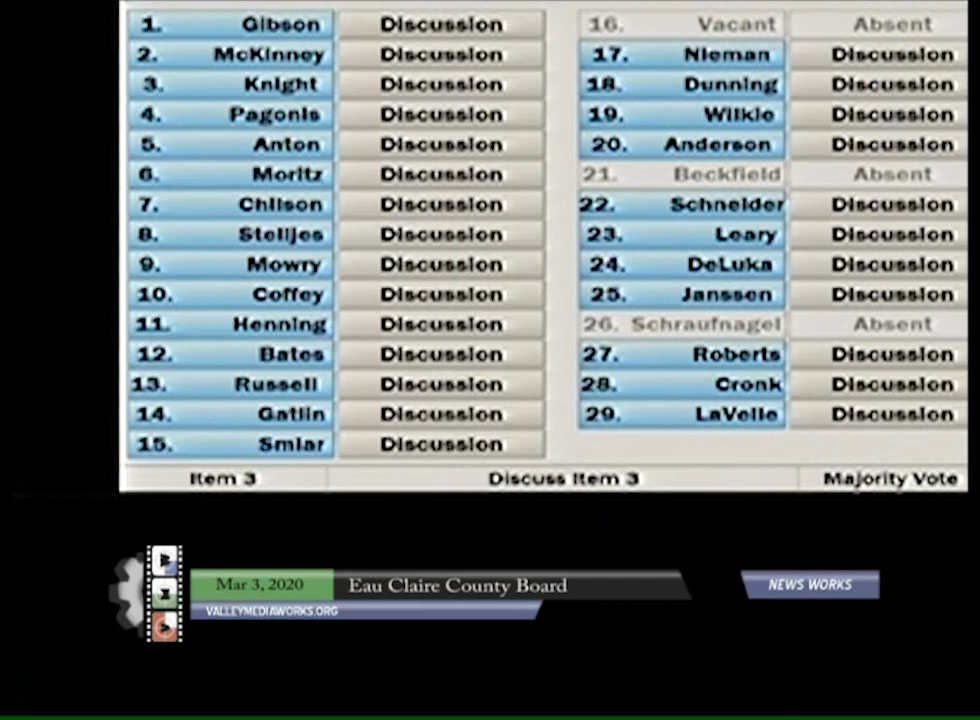 1. Gibson Discussion
2. McKinney Discussion
3. Knight Discussion
4. Pagonis Discussion
5. Anton Discussion
6. Moritz Discussion
7. Chilson Discussion
8. Stelljes Discussion
9. Mowry Discussion
10. Coffey Discussion
11. Henning Discussion
12. Bates Discussion
13. Russell Discussion
14. Gatlin Discussion
15. Smiar Discussion
16. Vacant Absent
17. Nieman Discussion
18. Dunning Discussion
19. Wilkie Discussion
20. Anderson Discussion
21. Beckfield Absent
22. Schneider Discussion
23. Leary Discussion
24. DeLuka Discussion
25. Janssen Discussion
26. Schraufnagel Absent
27. Roberts Discussion
28. Cronk Discussion
29. LaVelle Discussion
Item 3 Discuss Item 3 Majority Vote
Mar 3, 2020 Eau Claire County Board NEWS WORKS
VALLEYMEDIAWORKS.ORG